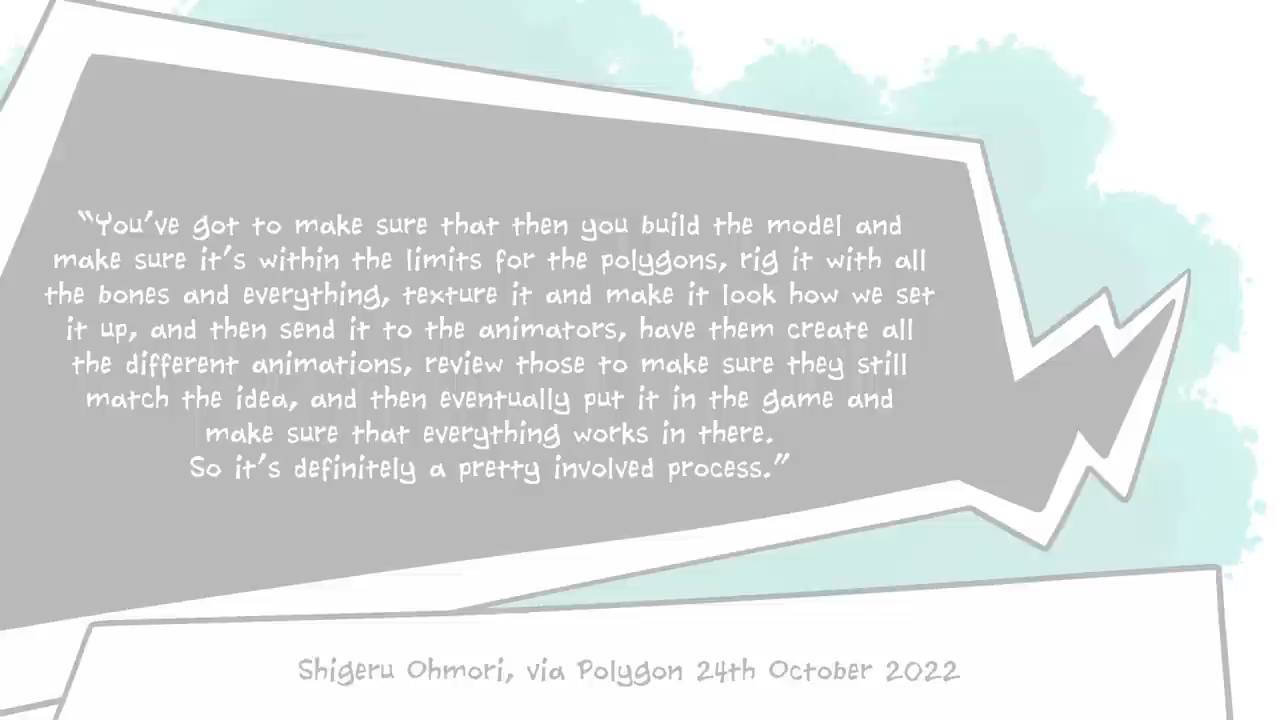 “You’ve got to make sure that then you build the model and
make sure it’s within the limits for the polygons, rig it with all
the bones and everything, texture it and make it look how we set
it up, and then send it to the animators, have them create all
the different animations, review those to make sure they still
match the idea, and then eventually put it in the game and
make sure that everything works in there.
So it’s definitely a pretty involved process.”
Shigeru Ohmori, via Polygon 24th October 2022